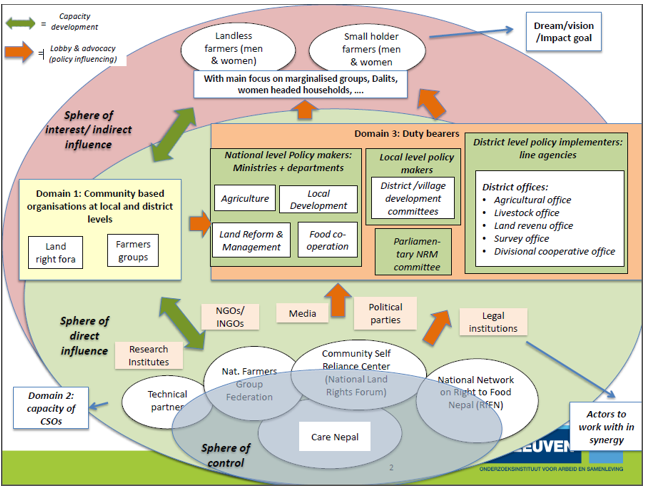 Capacity
= development
Lobby & advocacy
= (policy influencing)
Landless
farmers (men
& women)
Small holder
farmers (men
& women
Dream/vision
/Impact goal
With main focus on marginalised groups, Dalits,
women headed households, ....
Sphere of
interest/ indirect
influence
Domain 3: Duty bearers
National level Policy makers:
Ministries + departments
Agriculture
Local
Development
Land Reform &
Management
Food co-
operation
Local level policy
makers
District /village
development
committees
Parliamen-
tary NRM
committee
District level policy implementers:
line agencies
District offices:
• Agricultural office
• Livestock office
• Land revenu office
• Survey office
• Divisional cooperative office
Domain 1: Community based
organisations at local and district
levels
Land
right fora
Farmers
groups
Sphere of
direct
influence
NGOs/
INGOs
Media
Political
parties
Legal
institutions
Research
Institutes
Domain 2:
capacity of
CSOs
Technical
partner
Nat. Farmers
Group
Federation
Community Self
Reliance Center
(National Land
Rights Forum)
National Network
on Right to Food
Nepal (RtFN)
Care Nepal
Sphere of
control
Actors to
work with in
synergy
2
EUVEN
ONDERZOEKSINSTITUUT VOOR ARBEID EN SAMENLEVING